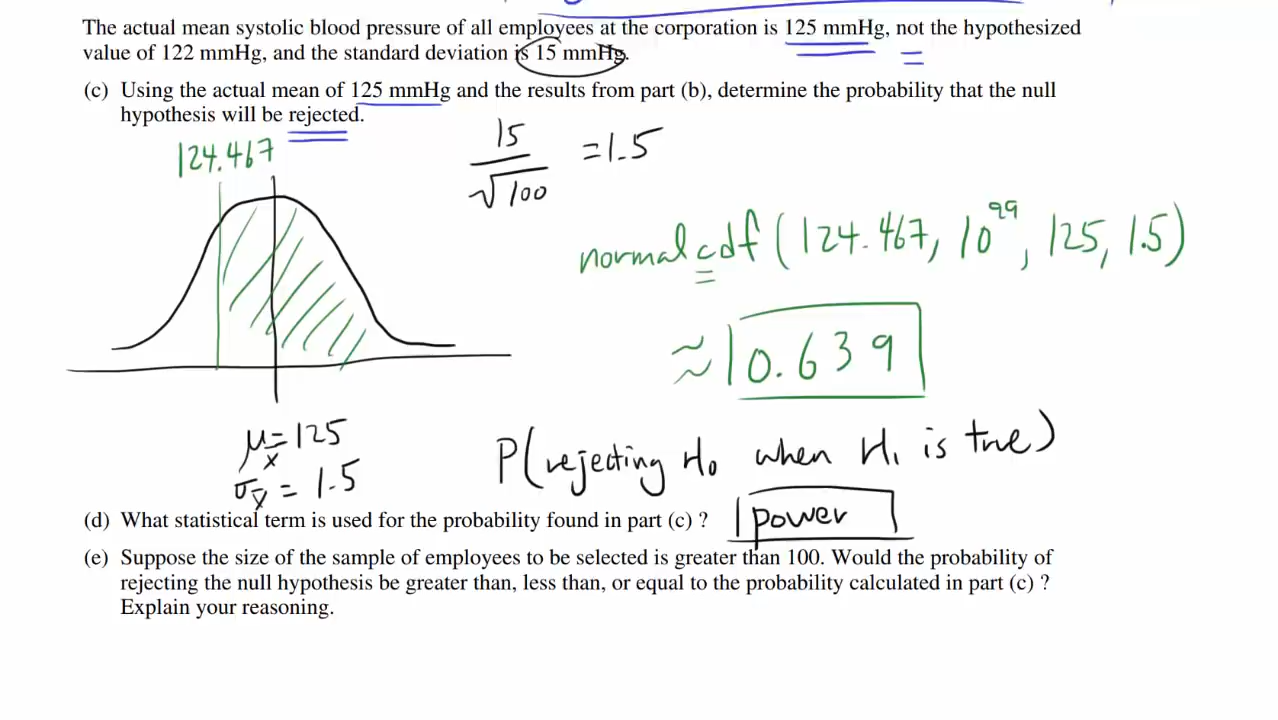 The actual mean systolic blood pressure of all employees at the corporation is 125 mmHg, not the hypothesized
value of 122 mmHg, and the standard deviation is 15 mmHg.
(c) Using the actual mean of 125 mmHg and the results from part (b), determine the probability that the null
hypothesis will be rejected.
124.467
15
√100
=1.5
normalcdf (124.467, 10^99, 125, 1.5)
≈ 0.639
μx̄ = 125
σx̄ = 1.5
P(rejecting H₀ when H₁ is true)
(d) What statistical term is used for the probability found in part (c) ? power
(e) Suppose the size of the sample of employees to be selected is greater than 100. Would the probability of
rejecting the null hypothesis be greater than, less than, or equal to the probability calculated in part (c) ?
Explain your reasoning.